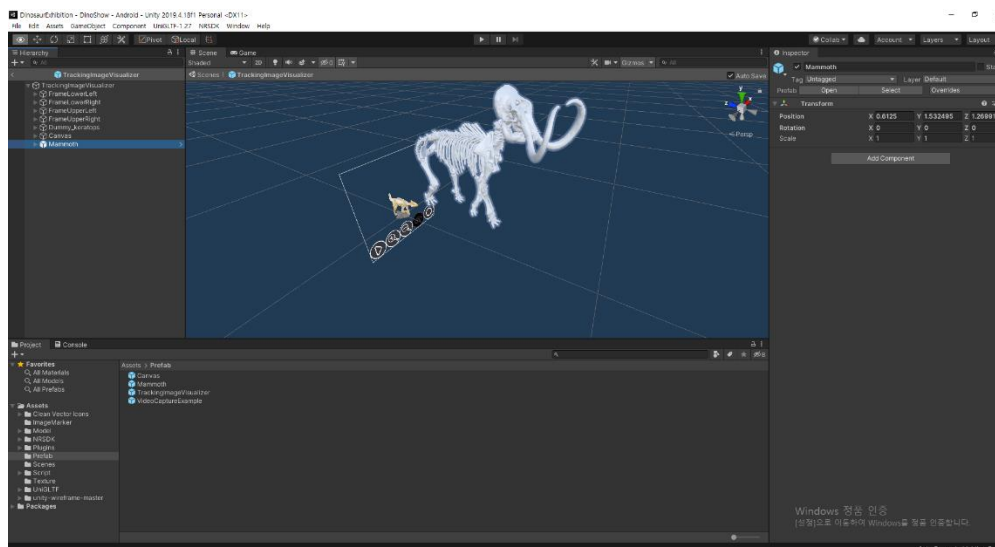 DinosaurExhibition - DinoShow - Android - Unity 2019.4.18f1 Personal <DX11>
File Edit Assets GameObject Component UniGLTF-1.27 NRSDK Window Help
Pivot Local Collab Account Layers Layout
Hierarchy
Scene Game
Inspector
All
Shaded 2D Gizmos All
Mammoth
TrackingImageVisualizer
Scenes TrackingImageVisualizer
Auto Save
Tag Untagged Layer Default
Prefab Open Select Overrides
TrackingImageVisualizer
FrameLowerLeft
FrameLowerRight
FrameUpperLeft
FrameUpperRight
Dummy_keratops
Canvas
Mammoth
y
x
z
Persp
Transform
Position X 0.6125 Y 1.532495 Z 1.26991
Rotation X 0 Y 0 Z 0
Scale X 1 Y 1 Z 1
Add Component
Project Console
Favorites
All Materials
All Models
All Prefabs
Assets
Clean Vector Icons
ImageMarker
Model
NRSDK
Plugins
Prefab
Scenes
Script
Texture
UniGLTF
unity-wireframe-master
Packages
Assets > Prefab
Canvas
Mammoth
TrackingImageVisualizer
VideoCaptureExample
Windows 정품 인증
[설정]으로 이동하여 Windows를 정품 인증합니다.